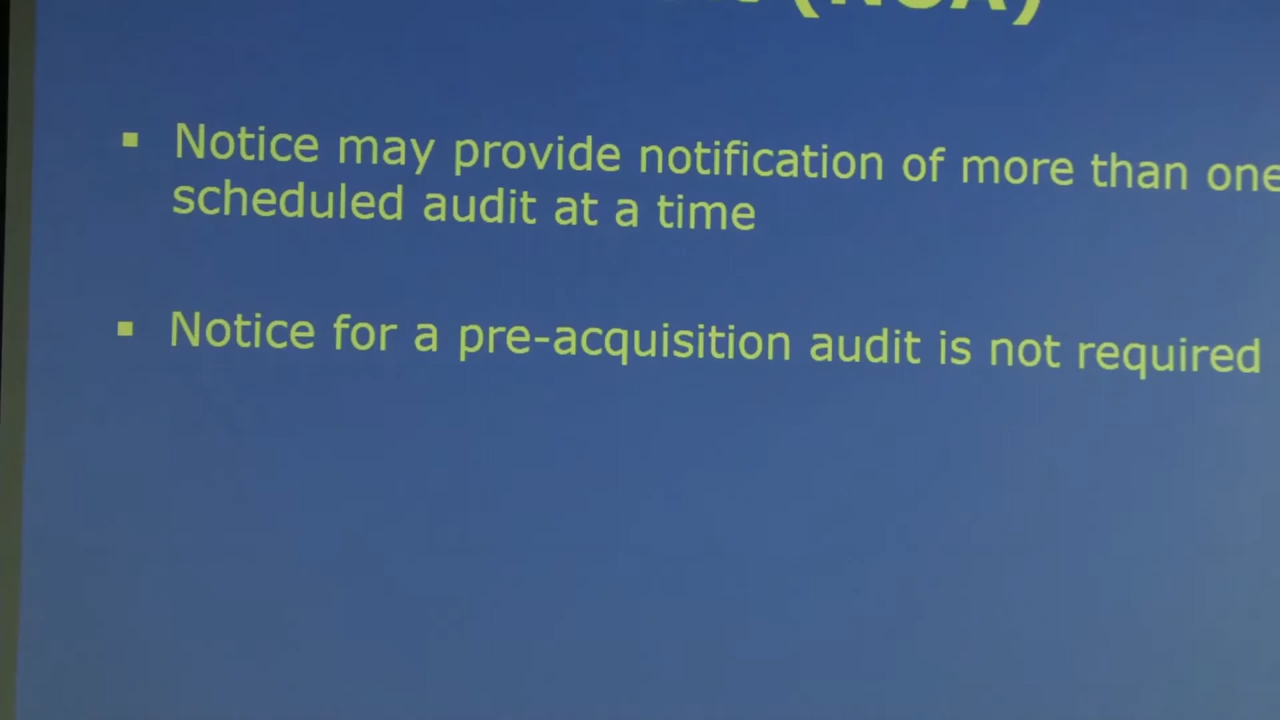 (NOA)
▪ Notice may provide notification of more than one
scheduled audit at a time
▪ Notice for a pre-acquisition audit is not required